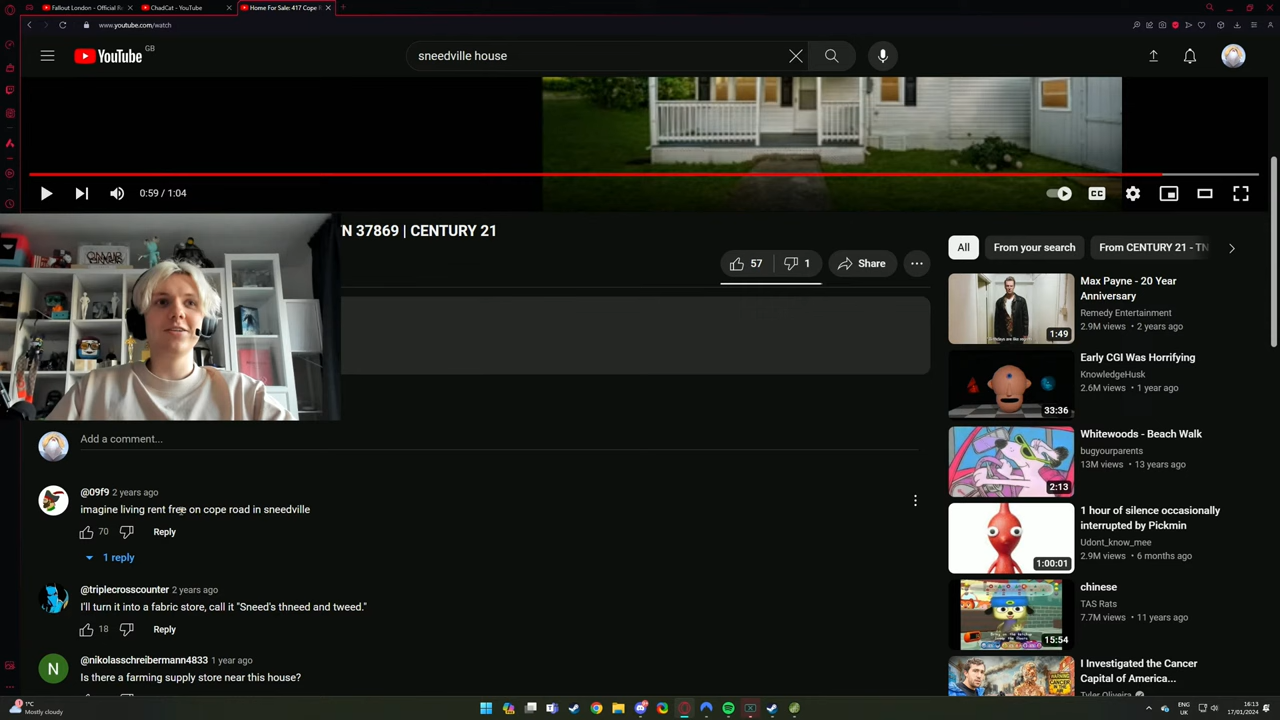 Fallout London - Official R
ChadCat - YouTube
Home For Sale: 417 Cope R
www.youtube.com/watch
YouTube GB
sneedville house
0:59 / 1:04
CC
N 37869 | CENTURY 21
57
1
Share
All
From your search
From CENTURY 21 - TN
Max Payne - 20 Year
Anniversary
Remedy Entertainment
2.9M views • 2 years ago
1:49
Early CGI Was Horrifying
KnowledgeHusk
2.6M views • 1 year ago
33:36
Add a comment...
Whitewoods - Beach Walk
bugyourparents
13M views • 13 years ago
2:13
@09f9 2 years ago
imagine living rent free on cope road in sneedville
70
Reply
1 reply
1 hour of silence occasionally
interrupted by Pickmin
Udont_know_mee
2.9M views • 6 months ago
1:00:01
@triplecrosscounter 2 years ago
I'll turn it into a fabric store, call it "Sneed's thneed and tweed."
18
Reply
chinese
TAS Rats
7.7M views • 11 years ago
15:54
N
@nikolasschreibermann4833 1 year ago
Is there a farming supply store near this house?
I Investigated the Cancer
Capital of America...
Tyler Oliveira
1°C
Mostly cloudy
ENG
UK
16:13
17/01/2024